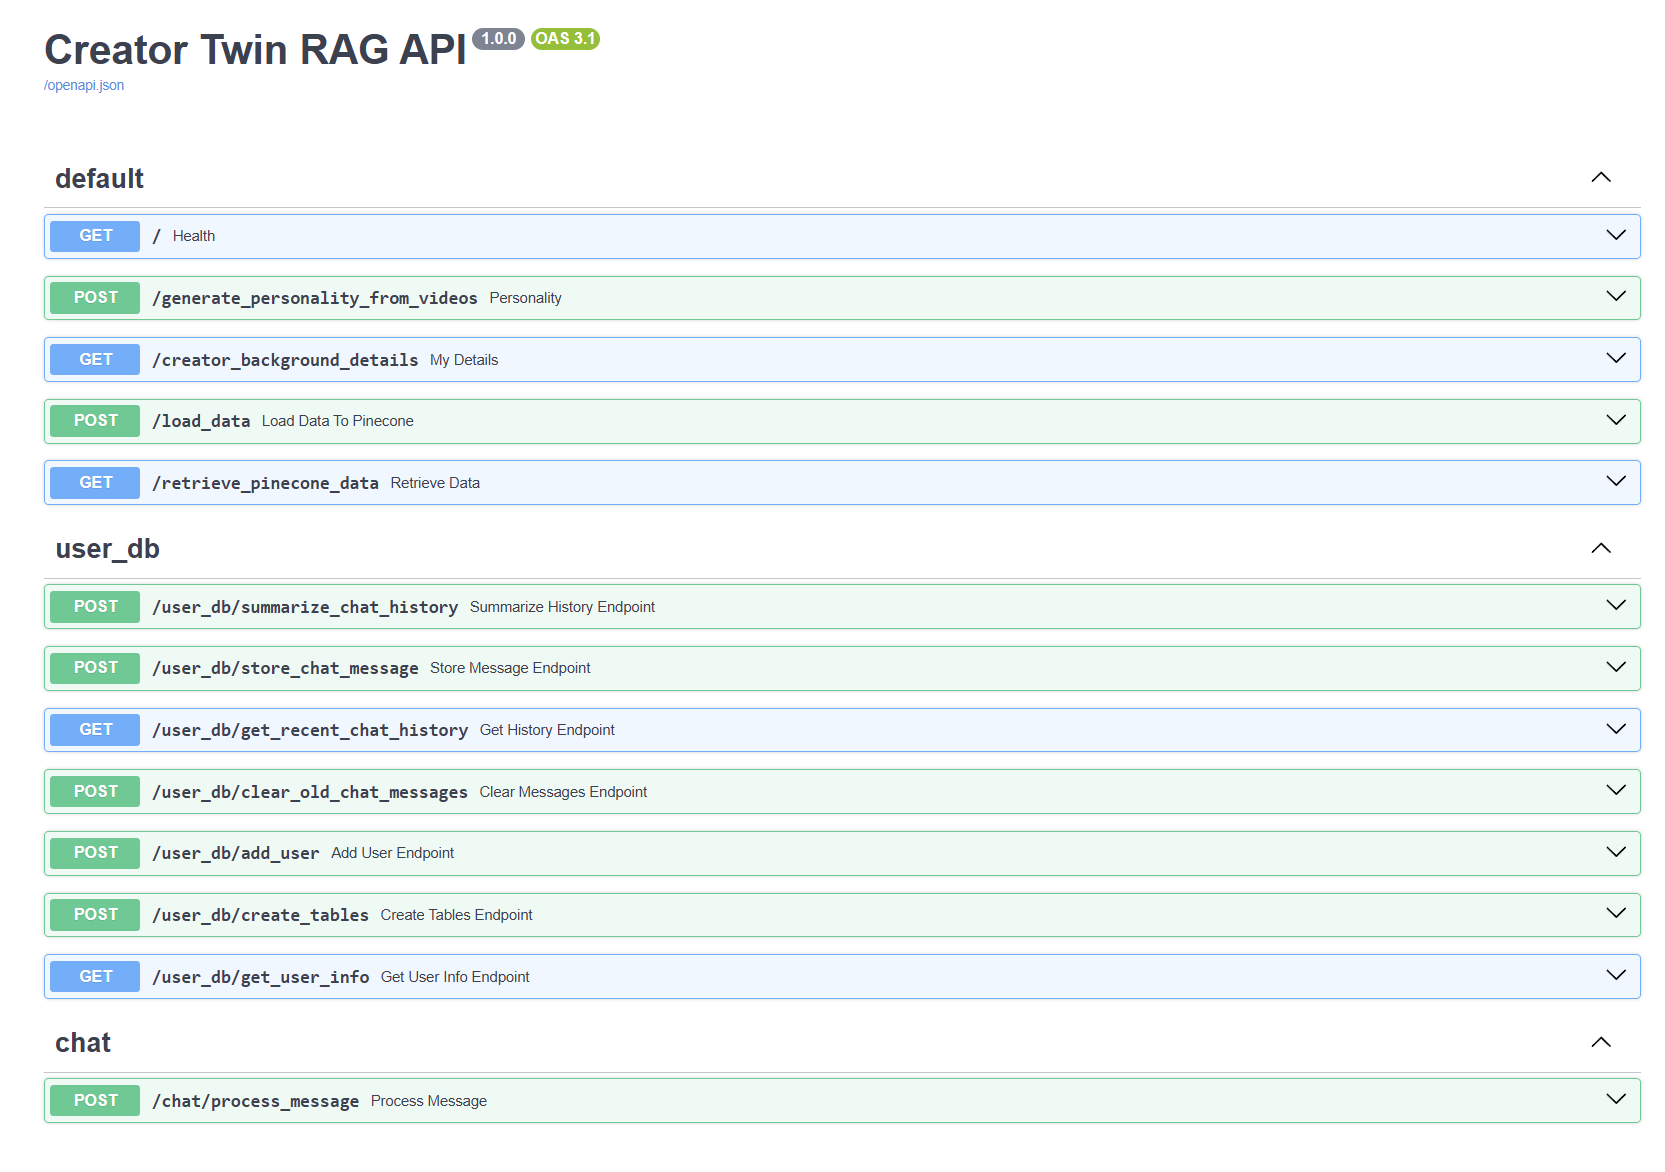 Creator Twin RAG API 1.0.0 OAS 3.1
/openapi.json
default
GET / Health
POST /generate_personality_from_videos Personality
GET /creator_background_details My Details
POST /load_data Load Data To Pinecone
GET /retrieve_pinecone_data Retrieve Data
user_db
POST /user_db/summarize_chat_history Summarize History Endpoint
POST /user_db/store_chat_message Store Message Endpoint
GET /user_db/get_recent_chat_history Get History Endpoint
POST /user_db/clear_old_chat_messages Clear Messages Endpoint
POST /user_db/add_user Add User Endpoint
POST /user_db/create_tables Create Tables Endpoint
GET /user_db/get_user_info Get User Info Endpoint
chat
POST /chat/process_message Process Message